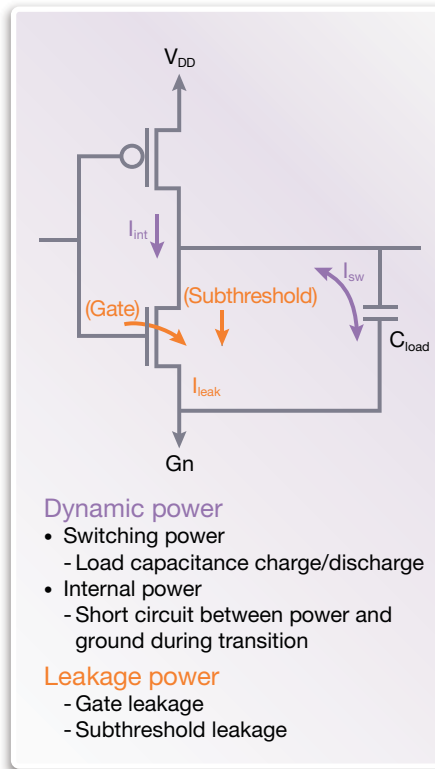 VDD
Iint
Isw
(Gate)
(Subthreshold)
Cload
Ileak
Gn
Dynamic power
• Switching power
- Load capacitance charge/discharge
• Internal power
- Short circuit between power and
ground during transition
Leakage power
- Gate leakage
- Subthreshold leakage